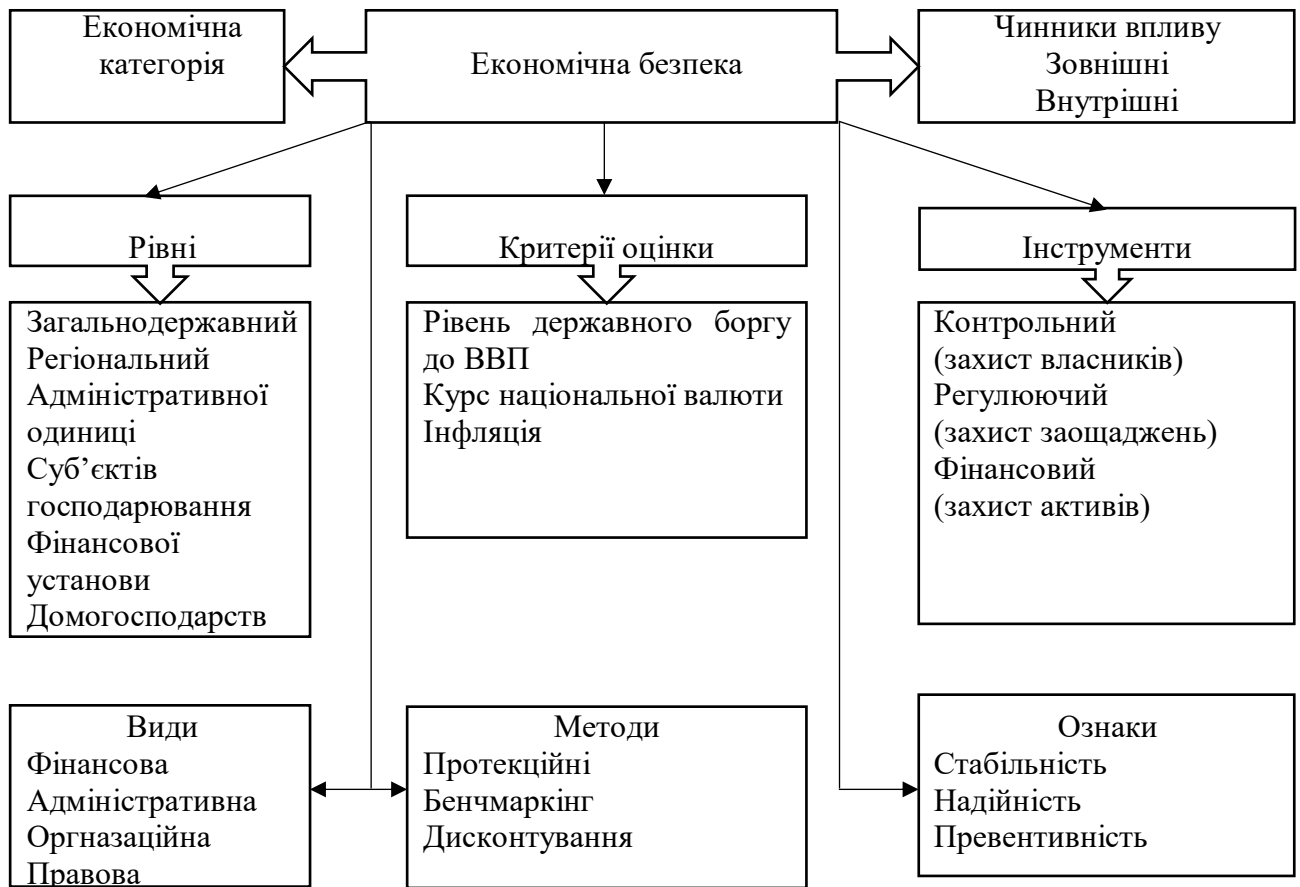 Економічна
категорія
Економічна безпека
Чинники впливу
Зовнішні
Внутрішні
Рівні
Критерії оцінки
Інструменти
Загальнодержавний
Регіональний
Адміністративної
одиниці
Суб’єктів
господарювання
Фінансової
установи
Домогосподарств
Рівень державного боргу
до ВВП
Курс національної валюти
Інфляція
Контрольний
(захист власників)
Регулюючий
(захист заощаджень)
Фінансовий
(захист активів)
Види
Фінансова
Адміністративна
Оргназаційна
Правова
Методи
Протекційні
Бенчмаркінг
Дисконтування
Ознаки
Стабільність
Надійність
Превентивність